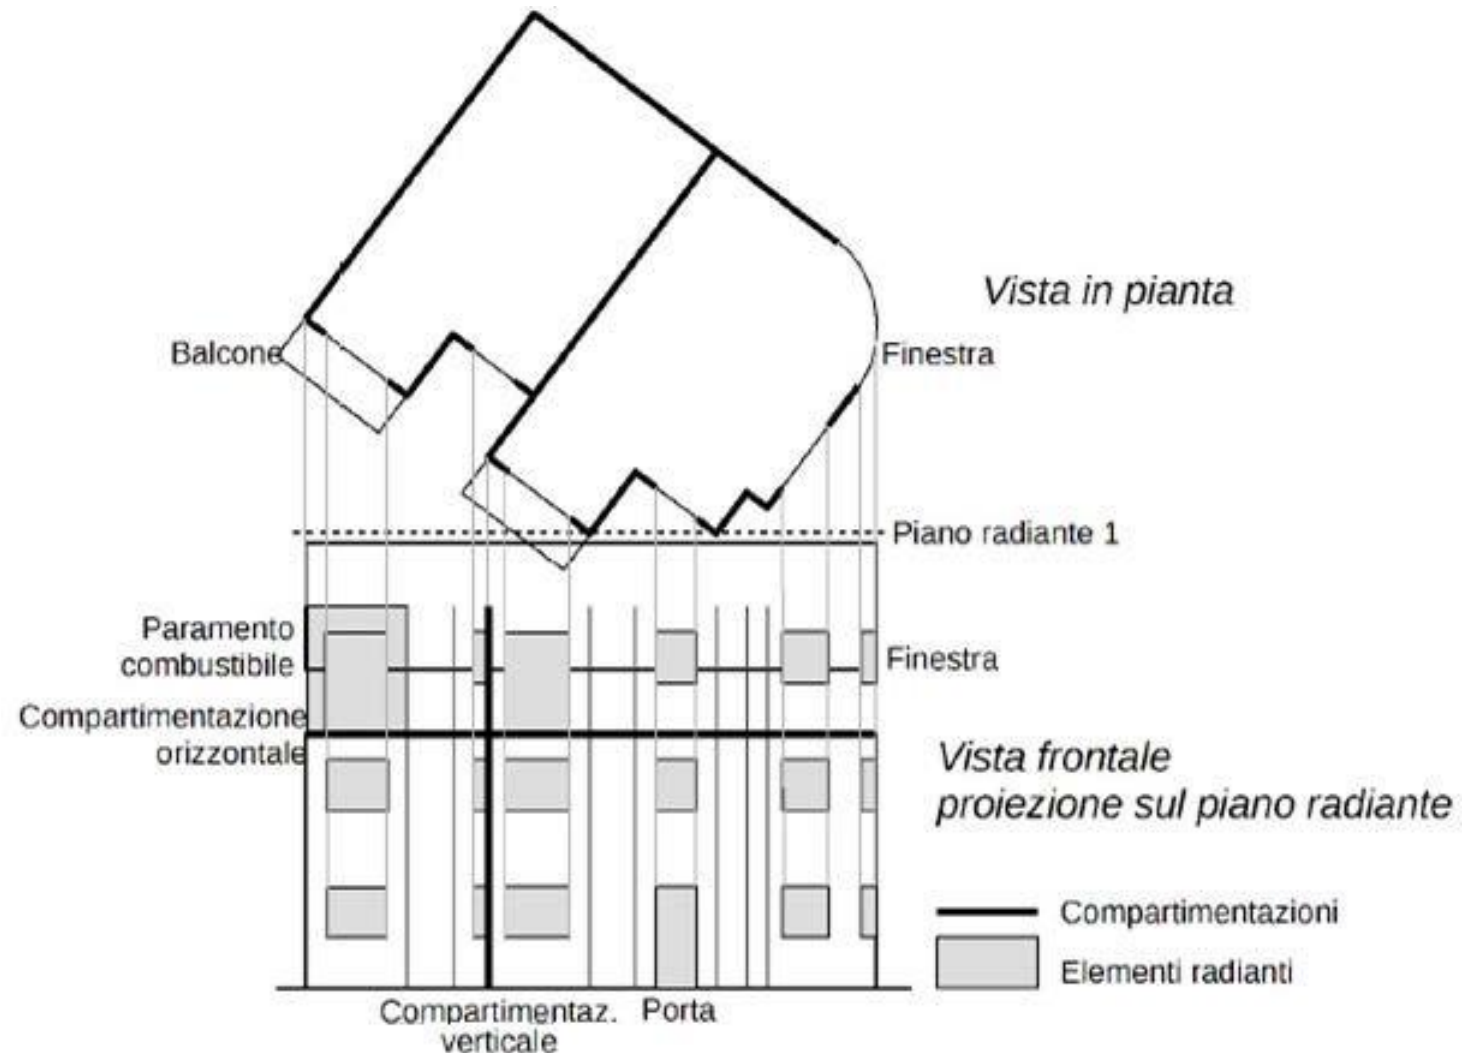 Vista in pianta
Balcone
Finestra
Piano radiante 1
Paramento
combustibile
Finestra
Compartimentazione
orizzontale
Vista frontale
proiezione sul piano radiante
Compartimentazioni
Elementi radianti
Compartimentaz.
verticale
Porta